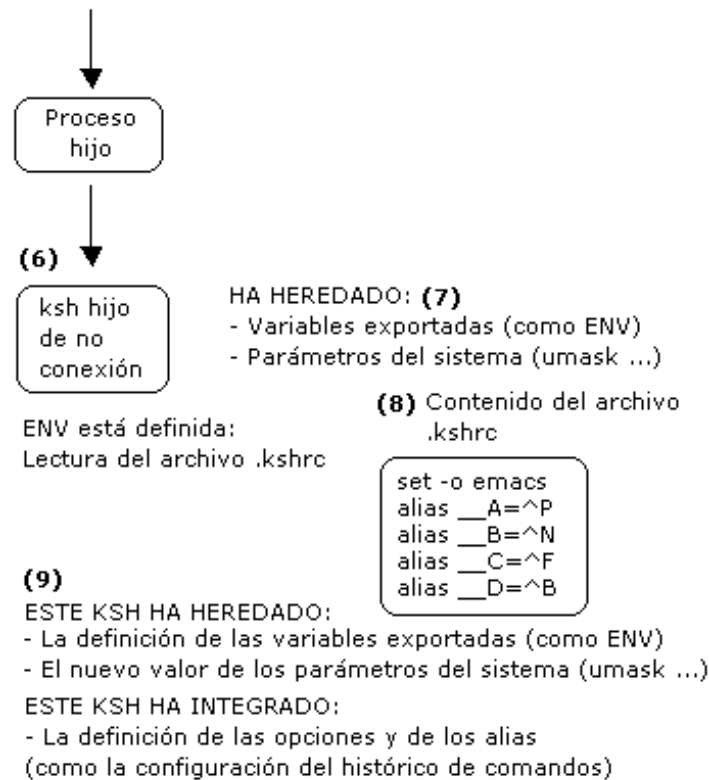 Proceso
hijo
(6)
ksh hijo
de no
conexión
HA HEREDADO: (7)
- Variables exportadas (como ENV)
- Parámetros del sistema (umask ...)
ENV está definida:
Lectura del archivo .kshrc
(8) Contenido del archivo
.kshrc
set -o emacs
alias __A=^P
alias __B=^N
alias __C=^F
alias __D=^B
(9)
ESTE KSH HA HEREDADO:
- La definición de las variables exportadas (como ENV)
- El nuevo valor de los parámetros del sistema (umask ...)
ESTE KSH HA INTEGRADO:
- La definición de las opciones y de los alias
(como la configuración del histórico de comandos)